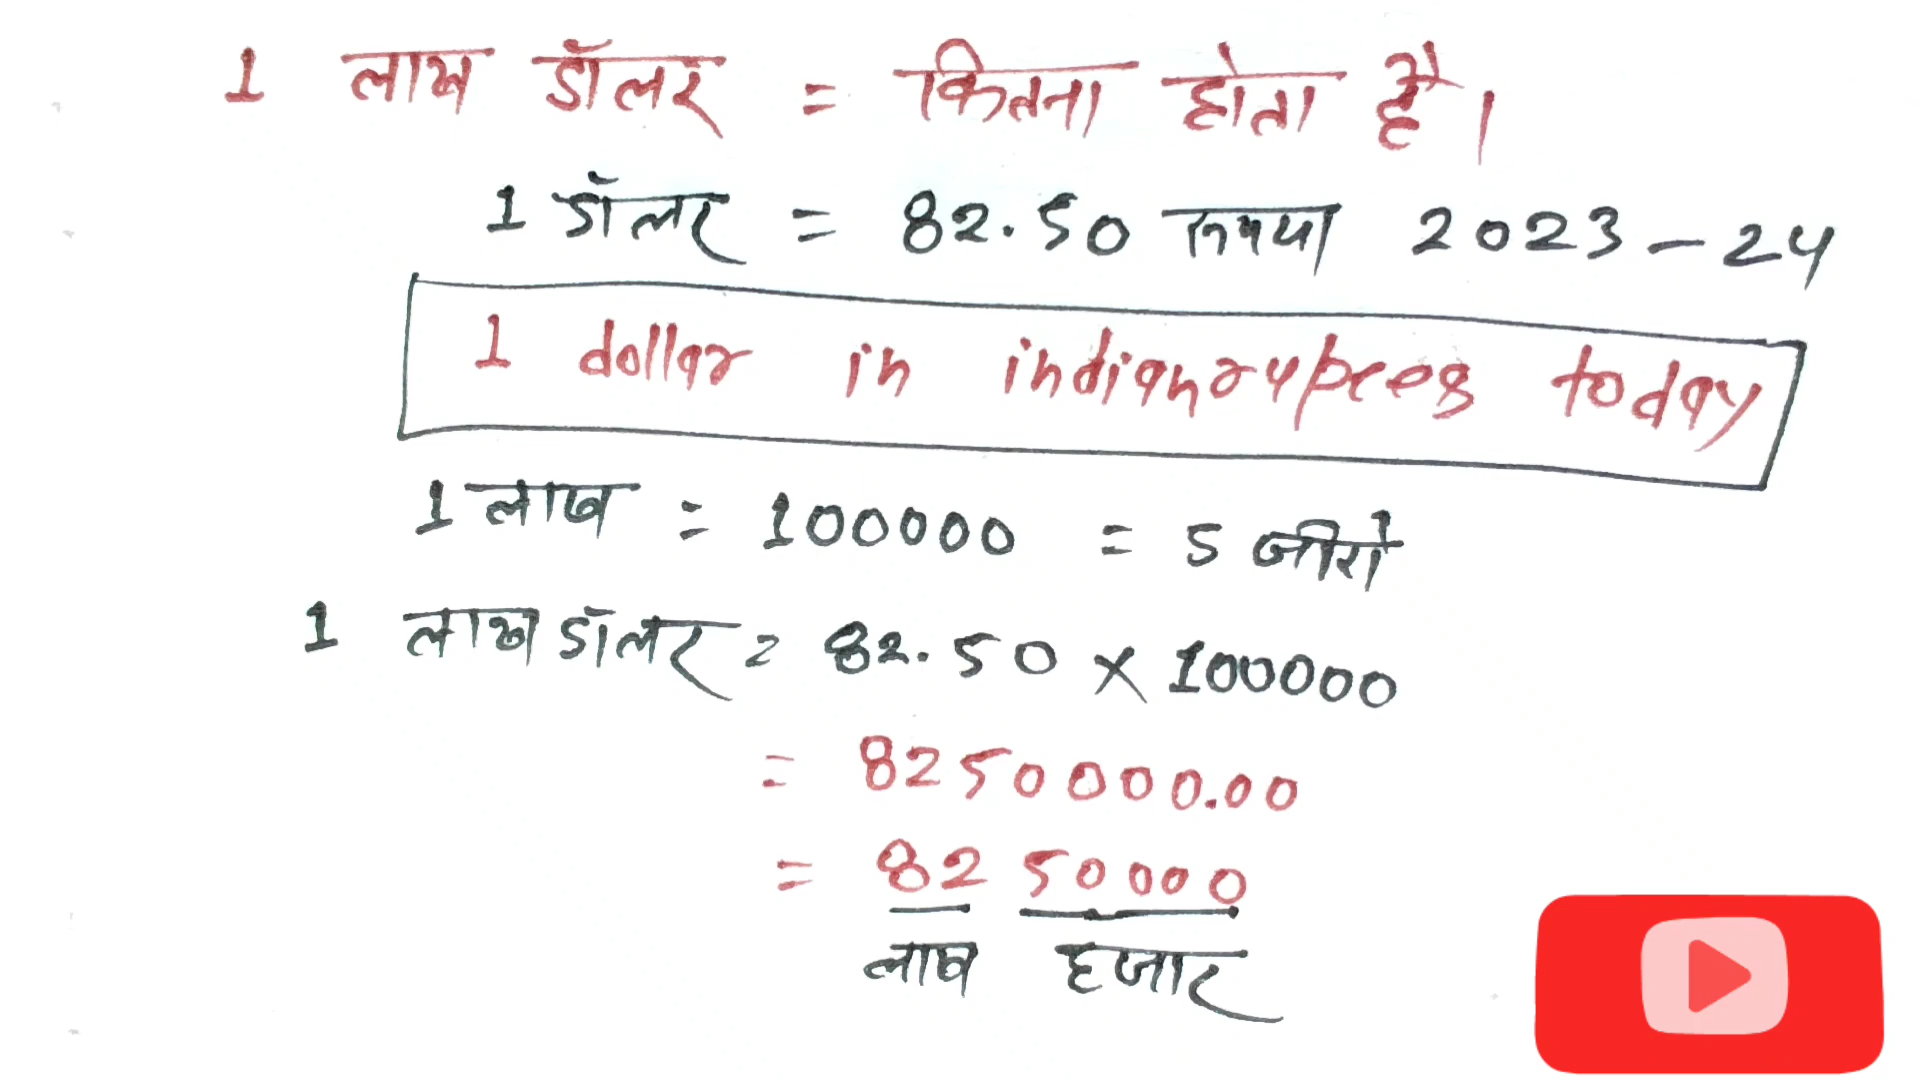 1 लाख डॉलर = कितना होता है।
1 डॉलर = 82.50 रूपया 2023-24
1 dollar in indianrupees today
1 लाख = 100000 = 5 जीरो
1 लाख डॉलर = 82.50 × 100000
= 8250000.00
= 82 50000
लाख हजार